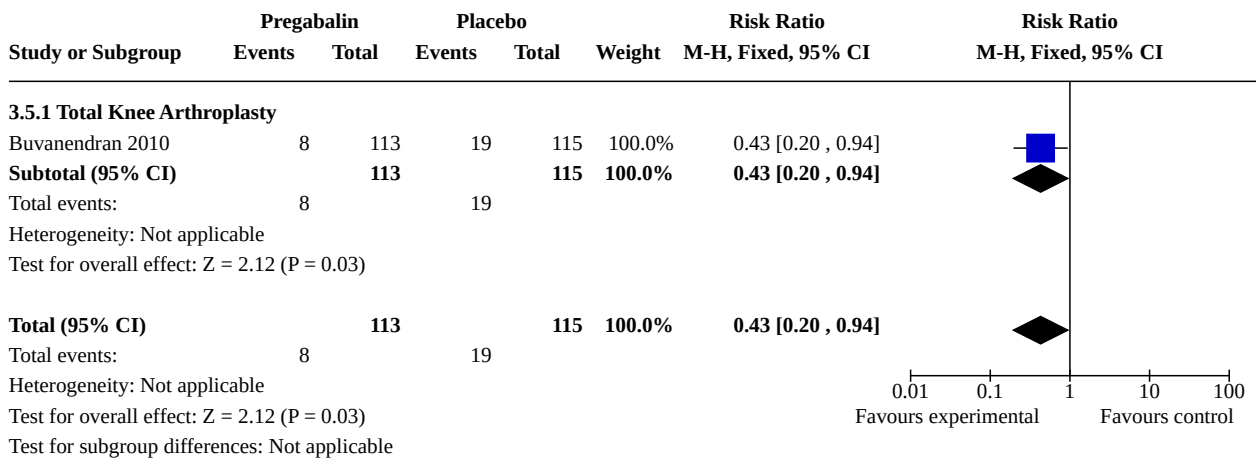 Pregabalin Placebo Risk Ratio Risk Ratio
Study or Subgroup Events Total Events Total Weight M-H, Fixed, 95% CI M-H, Fixed, 95% CI
3.5.1 Total Knee Arthroplasty
Buvanendran 2010 8 113 19 115 100.0% 0.43 [0.20 , 0.94]
Subtotal (95% CI) 113 115 100.0% 0.43 [0.20 , 0.94]
Total events: 8 19
Heterogeneity: Not applicable
Test for overall effect: Z = 2.12 (P = 0.03)
Total (95% CI) 113 115 100.0% 0.43 [0.20 , 0.94]
Total events: 8 19
Heterogeneity: Not applicable
0.01 0.1 1 10 100
Test for overall effect: Z = 2.12 (P = 0.03)
Favours experimental Favours control
Test for subgroup differences: Not applicable